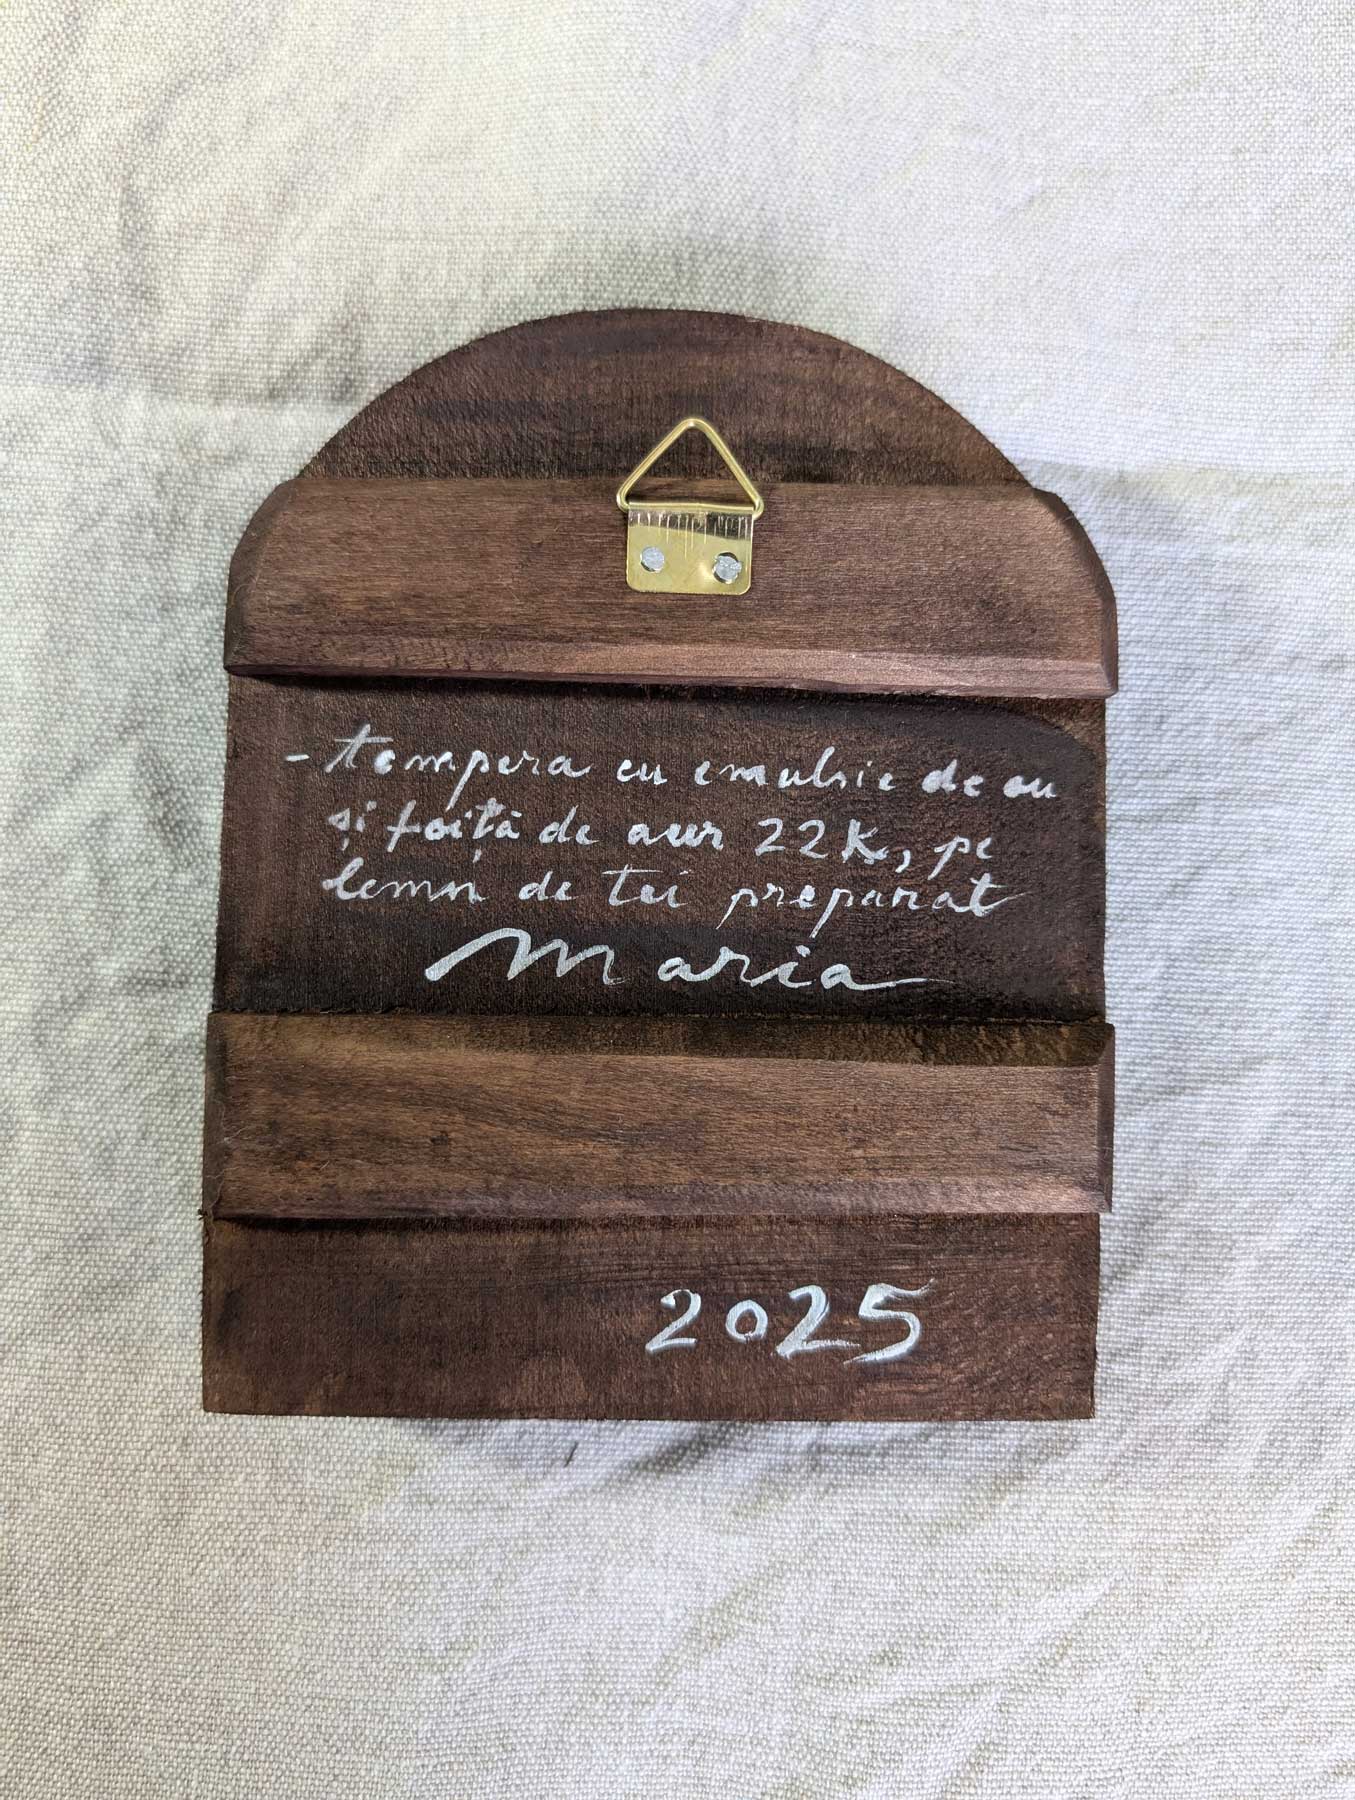 - tempera cu emulsie de ou
și foiță de aur 22K, pe
lemn de tei preparat
Maria
2025